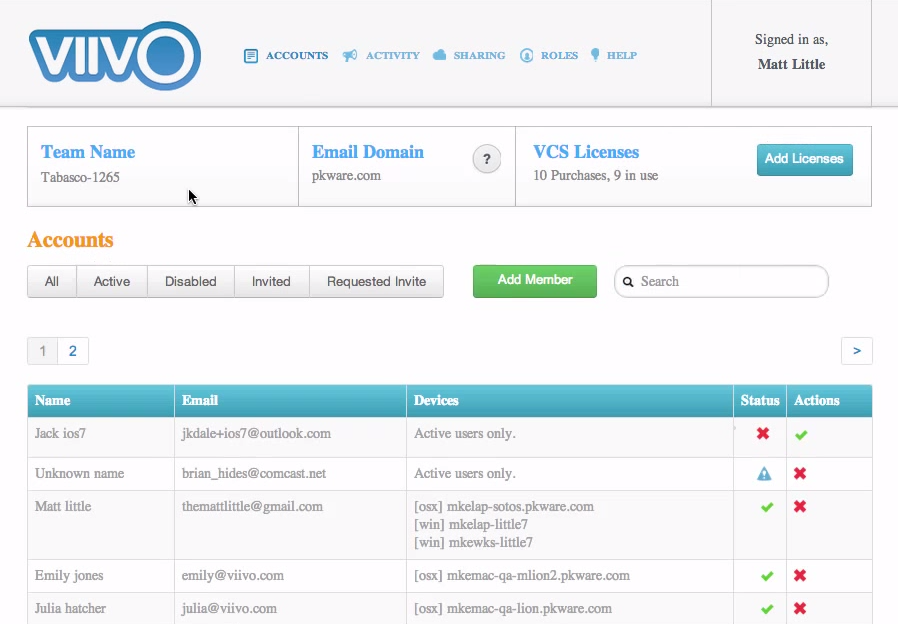 VIIVO
ACCOUNTS ACTIVITY SHARING ROLES HELP
Signed in as,
Matt Little
Team Name
Tabasco-1265
Email Domain
pkware.com
?
VCS Licenses
10 Purchases, 9 in use
Add Licenses
Accounts
All Active Disabled Invited Requested Invite
Add Member
Search
1 2 >
Name Email Devices Status Actions
Jack ios7 jkdale+ios7@outlook.com Active users only.
Unknown name brian_hides@comcast.net Active users only.
Matt little themattlittle@gmail.com [osx] mkelap-sotos.pkware.com
[win] mkelap-little7
[win] mkewks-little7
Emily jones emily@viivo.com [osx] mkemac-qa-mlion2.pkware.com
Julia hatcher julia@viivo.com [osx] mkemac-qa-lion.pkware.com